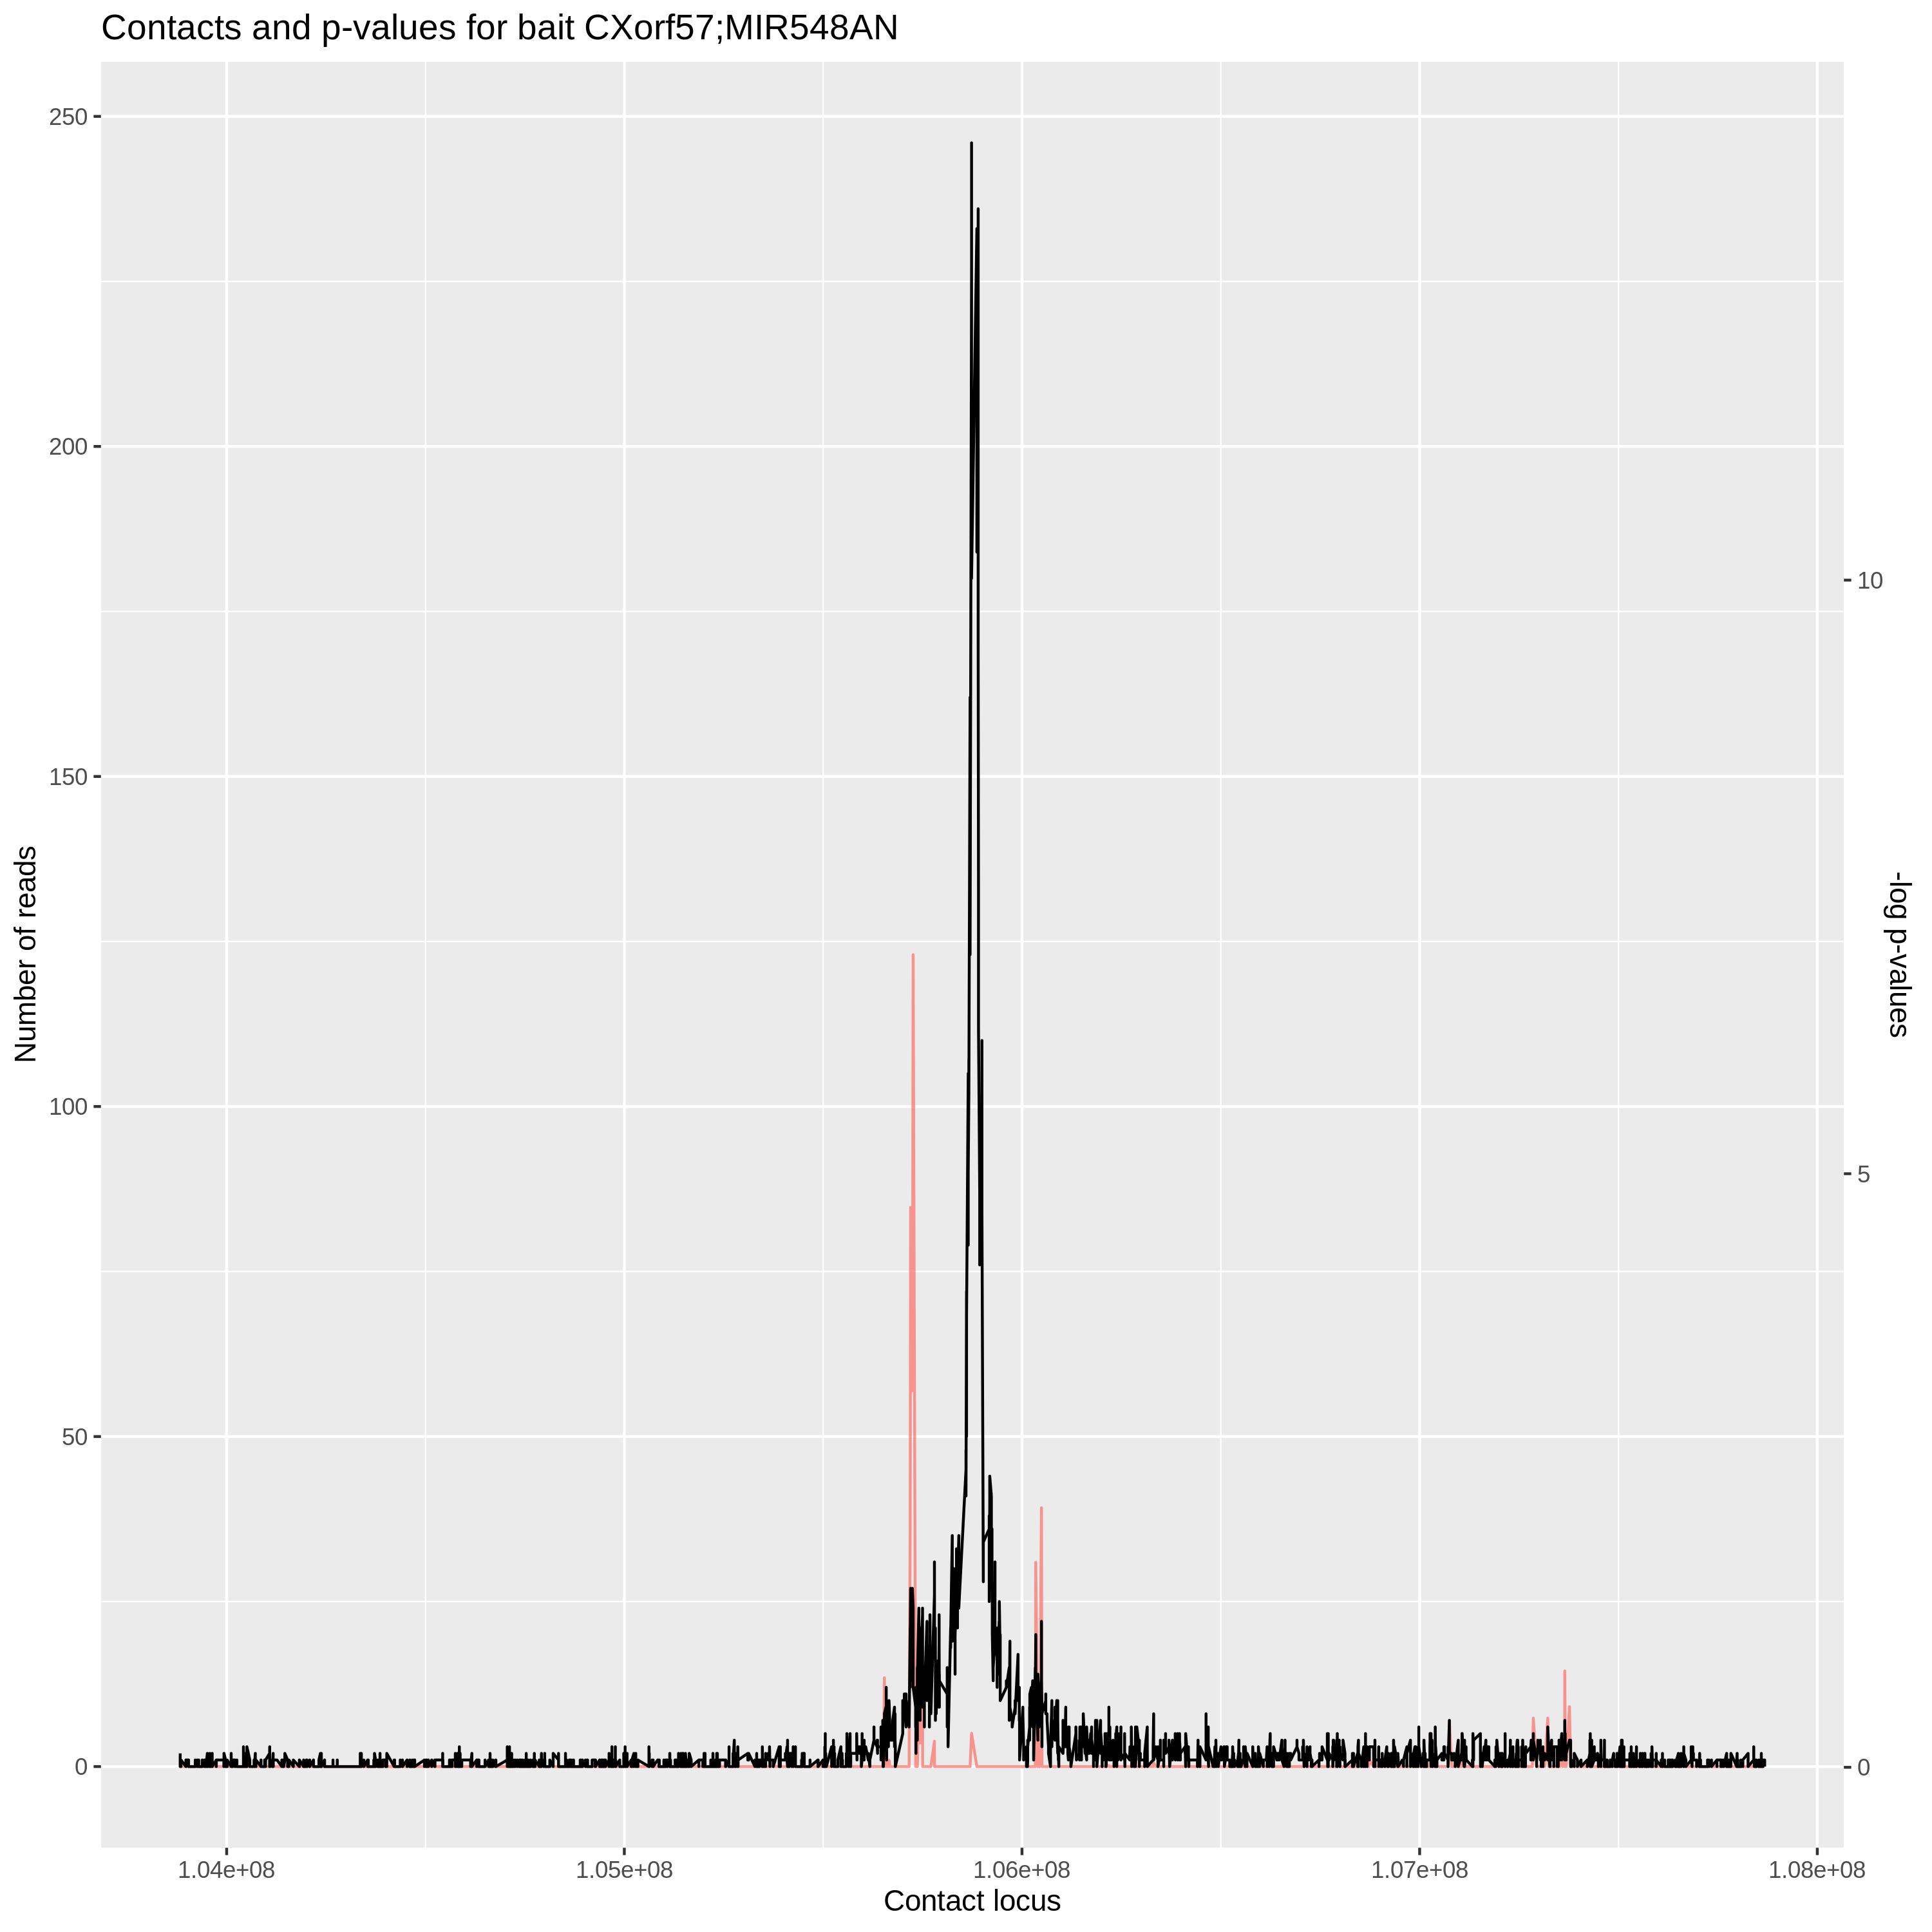 Contacts and p-values for bait CXorf57;MIR548AN
250
200
150
100
50
0
Number of reads
10
5
0
-log p-values
1.04e+08
1.05e+08
1.06e+08
1.07e+08
1.08e+08
Contact locus